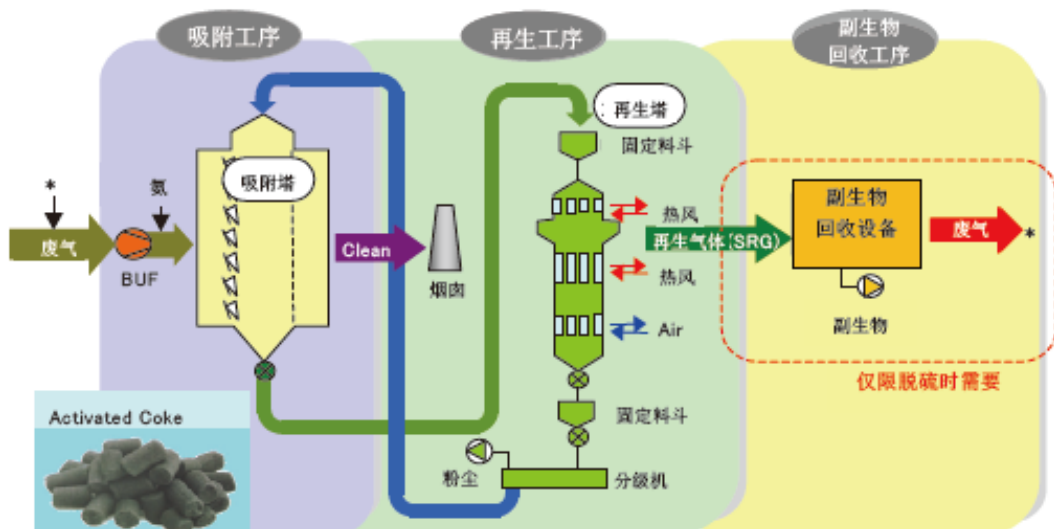 吸附工序
再生工序
副生物
回收工序
: 再生塔
固定料斗
吸附塔
*
氨
废气
BUF
Clean
烟囱
热风
再生气体(SRG)
热风
Air
副生物
回收设备
废气
*
副生物
仅限脱硫时需要
固定料斗
粉尘
分级机
Activated Coke